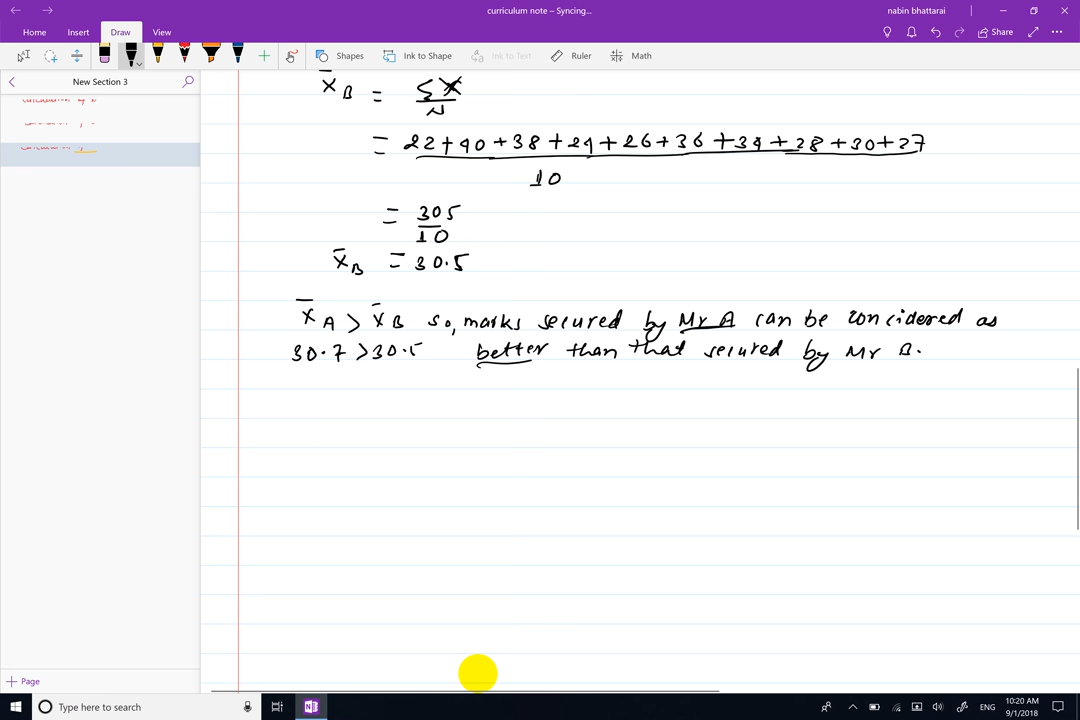 curriculum note – Syncing...
nabin bhattarai
Home Insert Draw View
Share
Shapes Ink to Shape Ink to Text Ruler Math
New Section 3
X̄B = ΣX
N
= 22+40+38+24+26+36+34+28+30+27
10
= 305
10
X̄B = 30.5
X̄A > X̄B so, marks secured by Mr A can be concidered as
30.7>30.5 better than that secured by Mr B.
+ Page
Type here to search
ENG
10:20 AM
9/1/2018